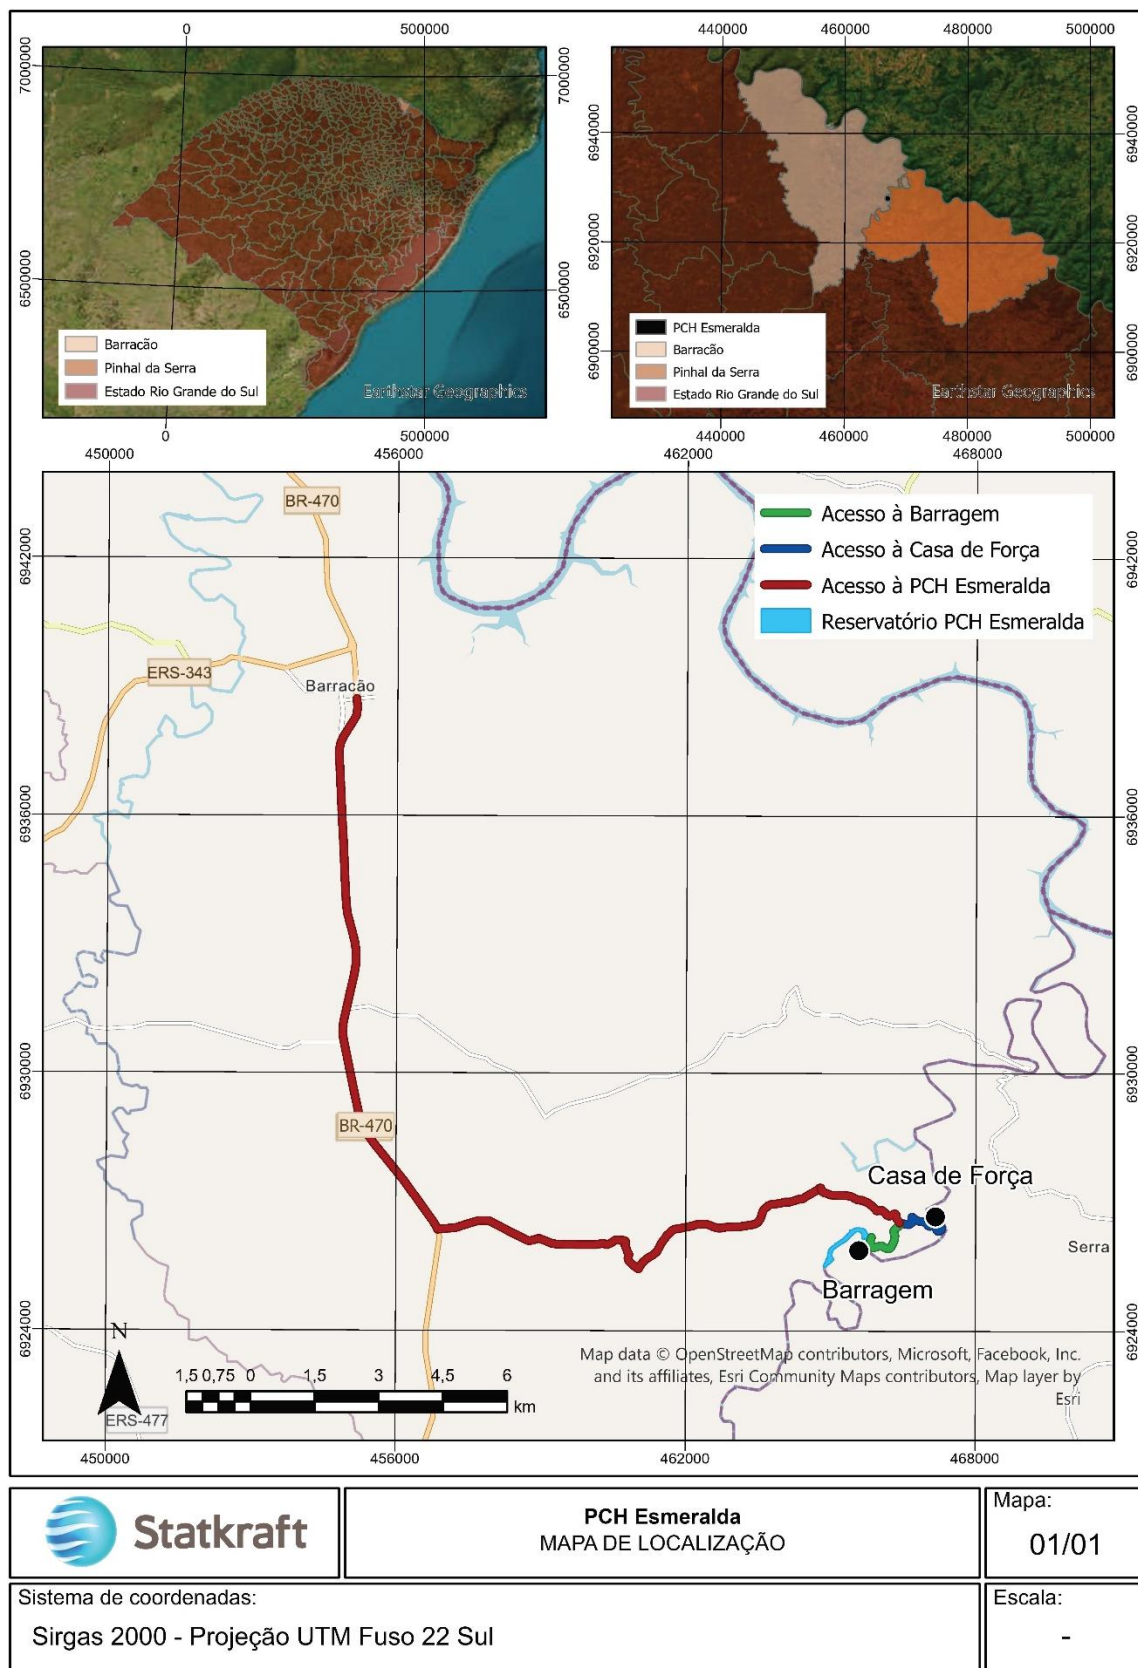 0
500000
7000000
6500000
7000000
6500000
Barracão
Pinhal da Serra
Estado Rio Grande do Sul
Earthstar Geographics
0
500000
440000
460000
480000
500000
6940000
6920000
6900000
6940000
6920000
6900000
PCH Esmeralda
Barracão
Pinhal da Serra
Estado Rio Grande do Sul
Earthstar Geographics
440000
460000
480000
500000
450000
456000
462000
468000
6942000
6936000
6930000
6924000
6942000
6936000
6930000
6924000
Acesso à Barragem
Acesso à Casa de Força
Acesso à PCH Esmeralda
Reservatório PCH Esmeralda
BR-470
ERS-343
Barracão
BR-470
Casa de Força
Serra
Barragem
N
1,5 0,75 0 1,5 3 4,5 6
km
ERS-477
Map data © OpenStreetMap contributors, Microsoft, Facebook, Inc.
and its affiliates, Esri Community Maps contributors, Map layer by
Esri
450000
456000
462000
468000
Statkraft
PCH Esmeralda
MAPA DE LOCALIZAÇÃO
Mapa:
01/01
Sistema de coordenadas:
Sirgas 2000 - Projeção UTM Fuso 22 Sul
Escala:
-